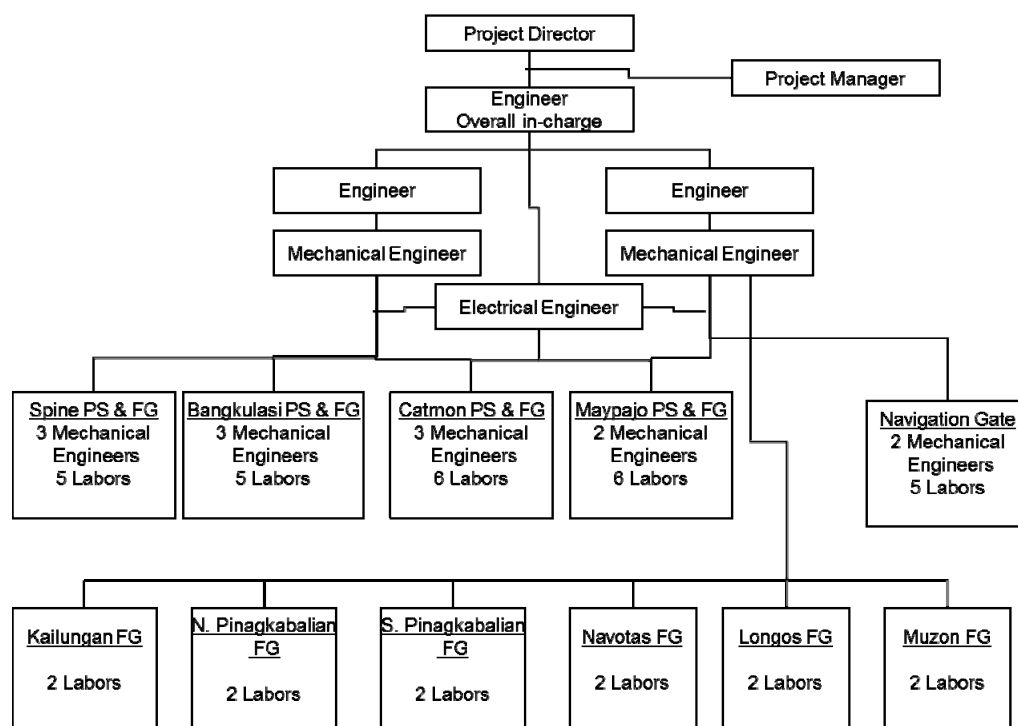 Project Director
Project Manager
Engineer
Overall in-charge
Engineer
Engineer
Mechanical Engineer
Mechanical Engineer
Electrical Engineer
Spine PS & FG
3 Mechanical
Engineers
5 Labors
Bangkulasi PS & FG
3 Mechanical
Engineers
5 Labors
Catmon PS & FG
3 Mechanical
Engineers
6 Labors
Maypajo PS & FG
2 Mechanical
Engineers
6 Labors
Navigation Gate
2 Mechanical
Engineers
5 Labors
Kailungan FG
2 Labors
N. Pinagkabalian
FG
2 Labors
S. Pinagkabalian
FG
2 Labors
Navotas FG
2 Labors
Longos FG
2 Labors
Muzon FG
2 Labors